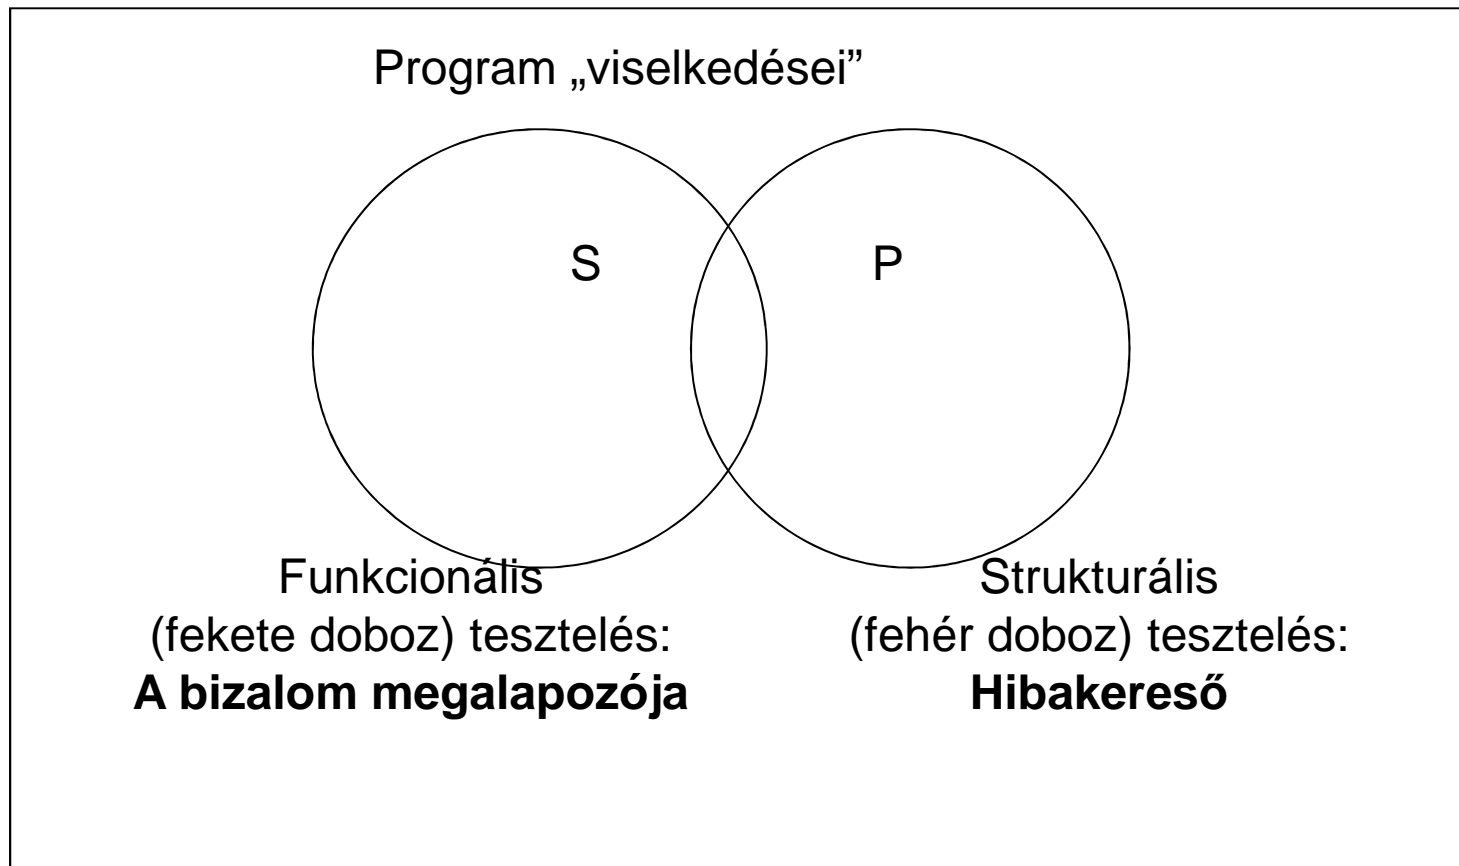 Program „viselkedései”
S
P
Funkcionális
(fekete doboz) tesztelés:
A bizalom megalapozója
Strukturális
(fehér doboz) tesztelés:
Hibakereső